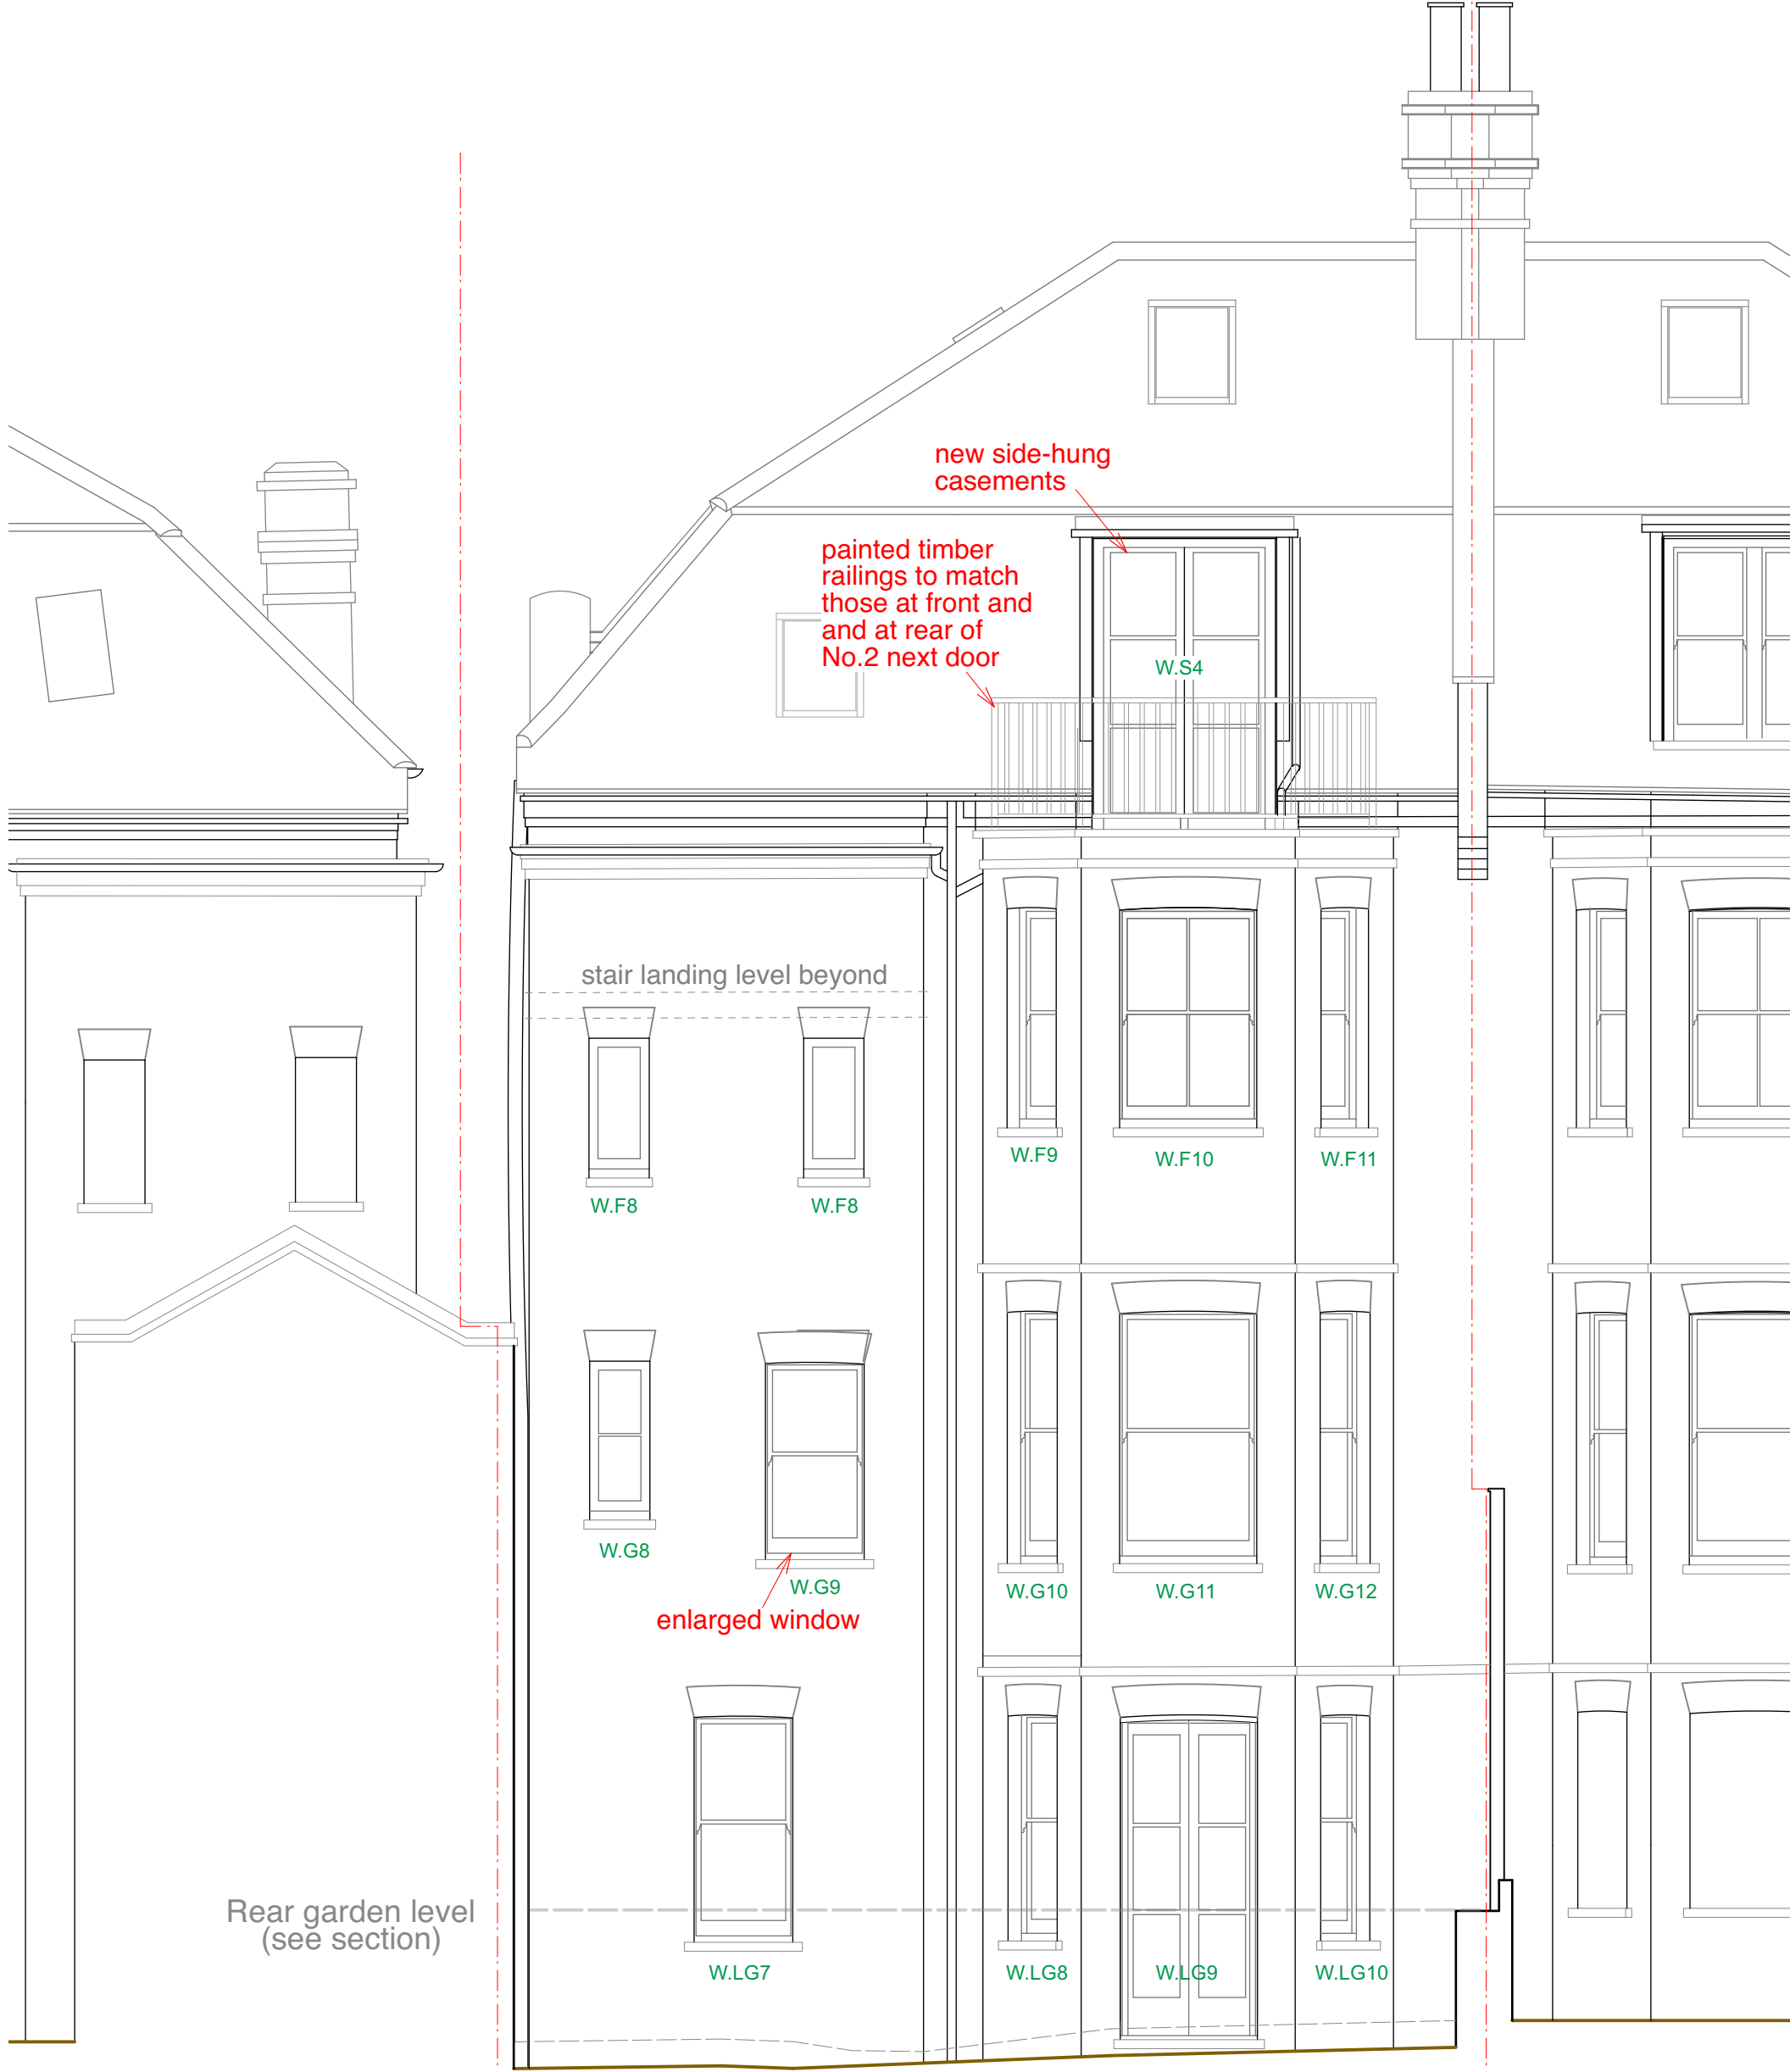 new side-hung
casements
painted timber
railings to match
those at front and
and at rear of
No.2 next door
W.S4
stair landing level beyond
W.F9
W.F10
W.F11
W.F8
W.F8
W.G8
W.G9
W.G10
W.G11
W.G12
enlarged window
Rear garden level
(see section)
W.LG7
W.LG8
W.LG9
W.LG10